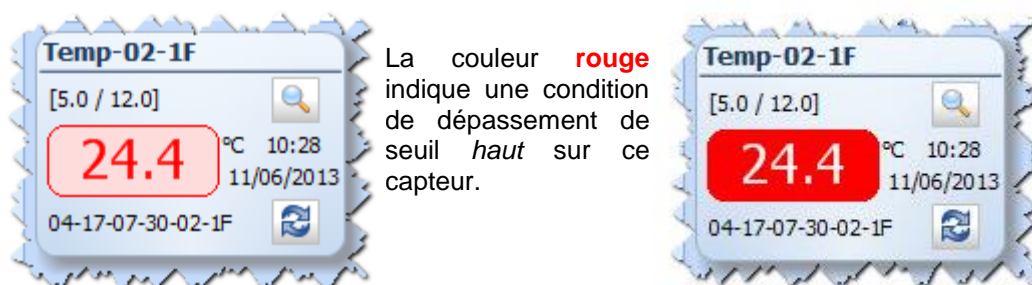 Temp-02-1F
[5.0 / 12.0]
24.4
°C 10:28
11/06/2013
04-17-07-30-02-1F
La couleur rouge
indique une condition
de dépassement de
seuil haut sur ce
capteur.
Temp-02-1F
[5.0 / 12.0]
24.4
°C 10:28
11/06/2013
04-17-07-30-02-1F